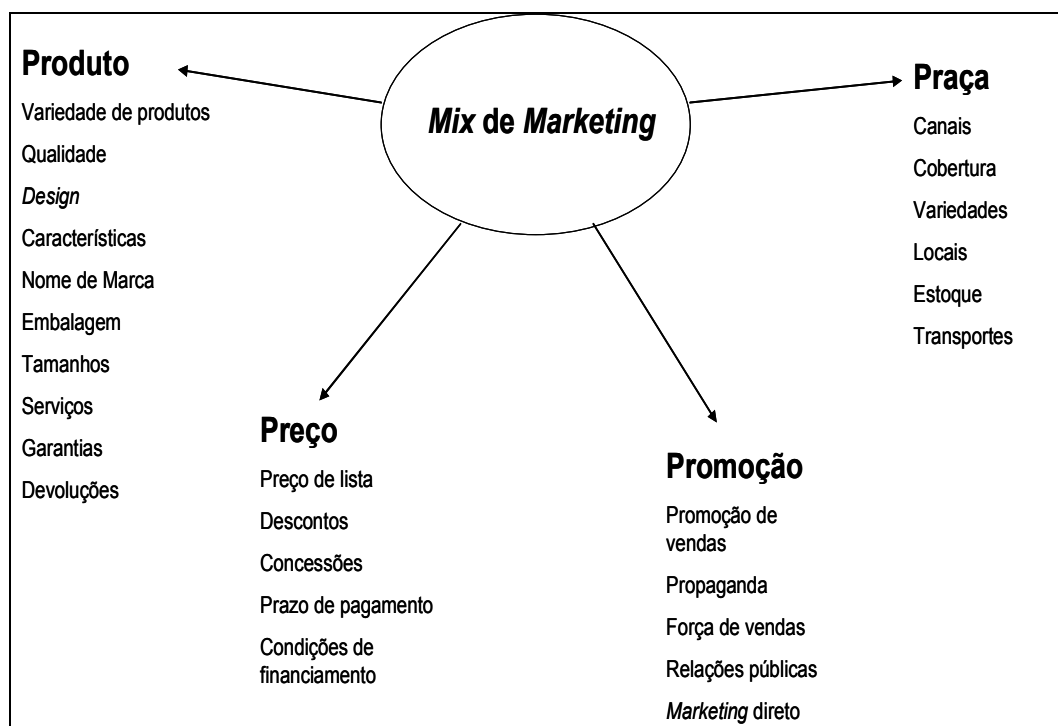 Mix de Marketing
Produto
Variedade de produtos
Qualidade
Design
Características
Nome de Marca
Embalagem
Tamanhos
Serviços
Garantias
Devoluções
Preço
Preço de lista
Descontos
Concessões
Prazo de pagamento
Condições de
financiamento
Promoção
Promoção de
vendas
Propaganda
Força de vendas
Relações públicas
Marketing direto
Praça
Canais
Cobertura
Variedades
Locais
Estoque
Transportes